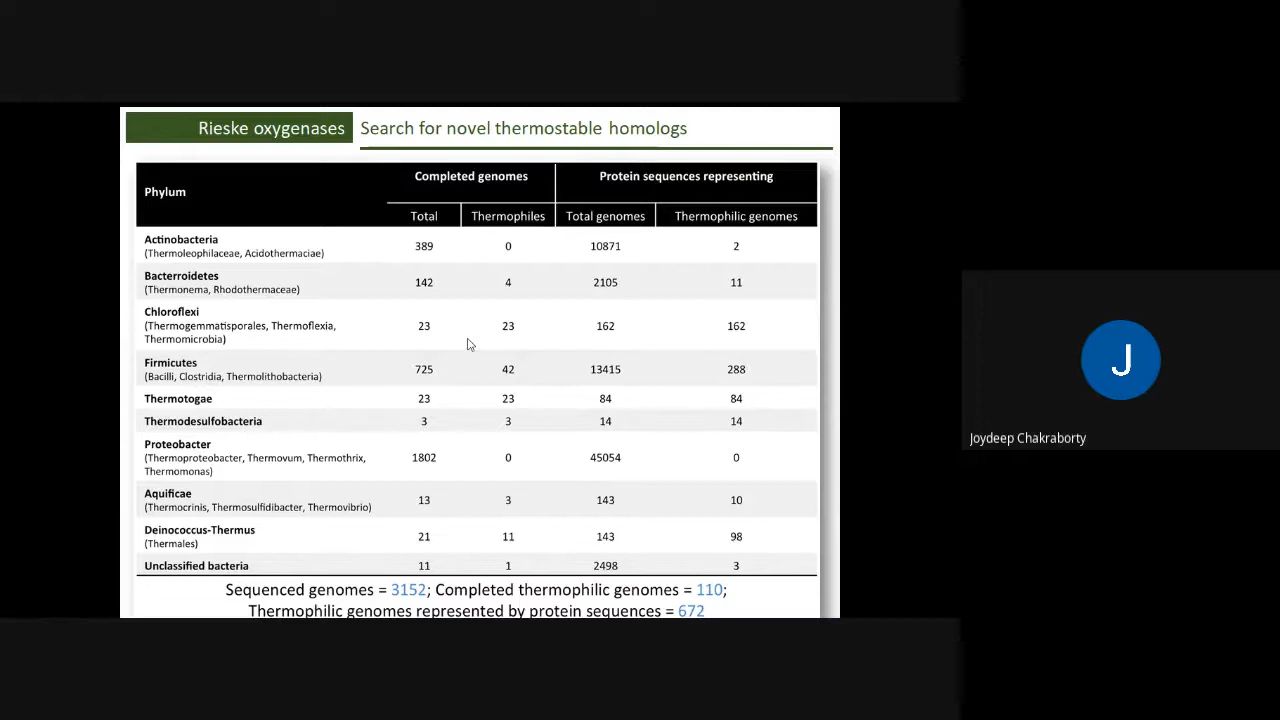 Rieske oxygenases Search for novel thermostable homologs
Phylum Completed genomes Protein sequences representing
Total Thermophiles Total genomes Thermophilic genomes
Actinobacteria
(Thermoleophilaceae, Acidothermaciae) 389 0 10871 2
Bacterroidetes
(Thermonema, Rhodothermaceae) 142 4 2105 11
Chloroflexi
(Thermogemmatisporales, Thermoflexia, 23 23 162 162
Thermomicrobia)
Firmicutes
(Bacilli, Clostridia, Thermolithobacteria) 725 42 13415 288
Thermotogae 23 23 84 84
Thermodesulfobacteria 3 3 14 14
Proteobacter
(Thermoproteobacter, Thermovum, Thermothrix, 1802 0 45054 0
Thermomonas)
Aquificae
(Thermocrinis, Thermosulfidibacter, Thermovibrio) 13 3 143 10
Deinococcus-Thermus
(Thermales) 21 11 143 98
Unclassified bacteria 11 1 2498 3
Sequenced genomes = 3152; Completed thermophilic genomes = 110;
Thermophilic genomes represented by protein sequences = 672
J
Joydeep Chakraborty